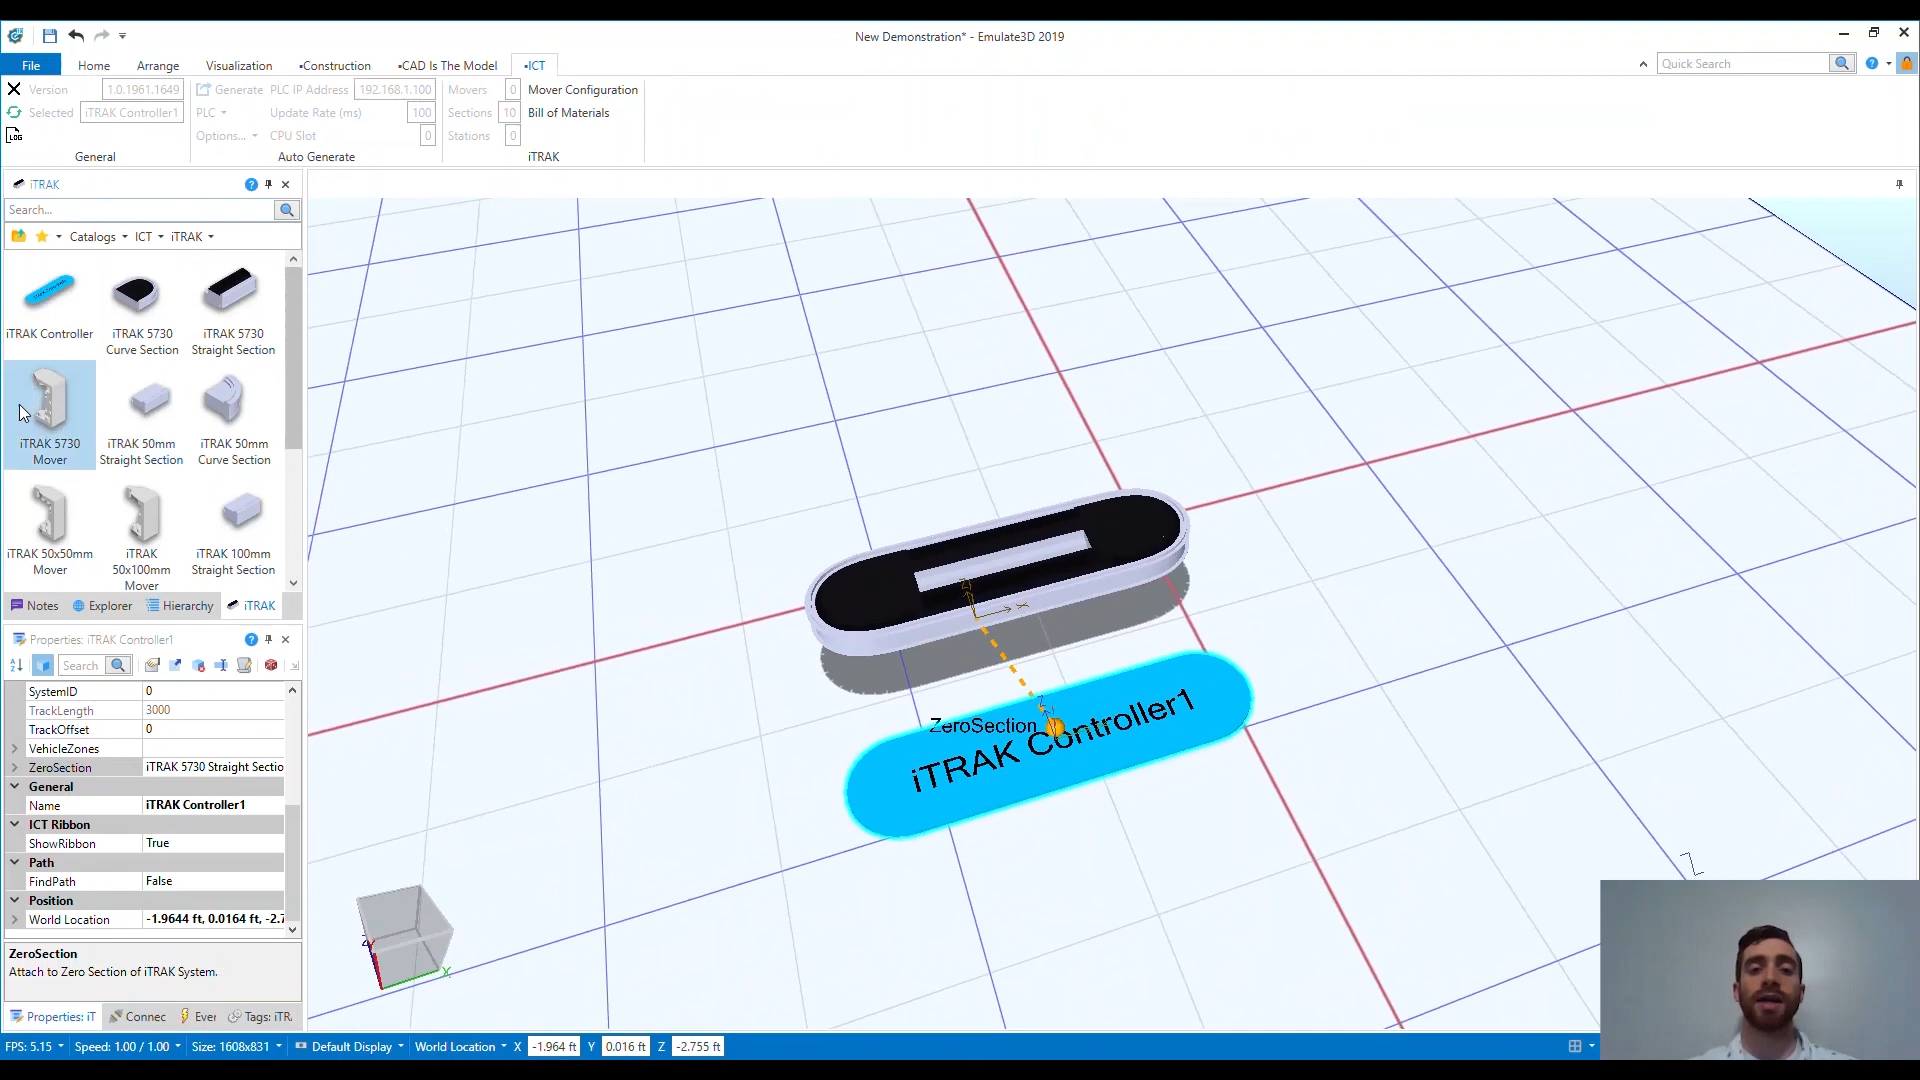 New Demonstration* - Emulate3D 2019
File Home Arrange Visualization •Construction •CAD Is The Model •ICT
Quick Search
Version 1.0.1961.1649 Generate PLC IP Address 192.168.1.100 Movers 0 Mover Configuration
Selected iTRAK Controller1 PLC Update Rate (ms) 100 Sections 10 Bill of Materials
LOG Options... CPU Slot 0 Stations 0
General Auto Generate iTRAK
iTRAK
Search...
Catalogs ICT iTRAK
iTRAK Controller
iTRAK 5730 Curve Section
iTRAK 5730 Straight Section
iTRAK 5730 Mover
iTRAK 50mm Straight Section
iTRAK 50mm Curve Section
iTRAK 50x50mm Mover
iTRAK 50x100mm Mover
iTRAK 100mm Straight Section
Notes Explorer Hierarchy iTRAK
Properties: iTRAK Controller1
Search
SystemID 0
TrackLength 3000
TrackOffset 0
VehicleZones
ZeroSection iTRAK 5730 Straight Sectio
General
Name iTRAK Controller1
ICT Ribbon
ShowRibbon True
Path
FindPath False
Position
World Location -1.9644 ft, 0.0164 ft, -2.7
ZeroSection
Attach to Zero Section of iTRAK System.
Properties: iT Connec Ever Tags: iTR.
ZeroSection
iTRAK Controller1
Z
X
Z
X
Z
FPS: 5.15 Speed: 1.00 / 1.00 Size: 1608x831 Default Display World Location X -1.964 ft Y 0.016 ft Z -2.755 ft